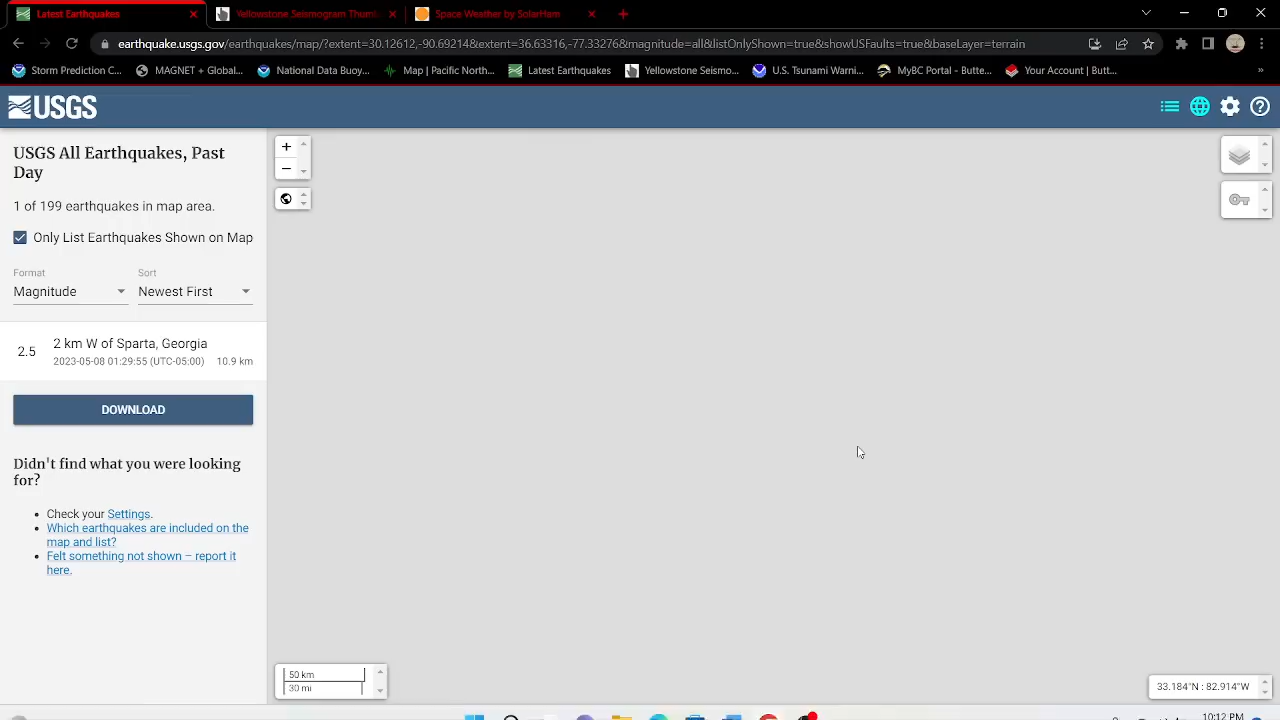 Latest Earthquakes
Yellowstone Seismogram Thum
Space Weather by SolarHam
earthquake.usgs.gov/earthquakes/map/?extent=30.12612,-90.69214&extent=36.63316,-77.33276&magnitude=all&listOnlyShown=true&showUSFaults=true&baseLayer=terrain
Storm Prediction C...
MAGNET + Global...
National Data Buoy...
Map | Pacific North...
Latest Earthquakes
Yellowstone Seismo...
U.S. Tsunami Warni...
MyBC Portal - Butte...
Your Account | Butt...
USGS
USGS All Earthquakes, Past
Day
1 of 199 earthquakes in map area.
Only List Earthquakes Shown on Map
Format
Sort
Magnitude
Newest First
2.5
2 km W of Sparta, Georgia
2023-05-08 01:29:55 (UTC-05:00)
10.9 km
DOWNLOAD
Didn't find what you were looking
for?
Check your Settings.
Which earthquakes are included on the
map and list?
Felt something not shown – report it
here.
50 km
30 mi
33.184°N : 82.914°W
10:12 PM